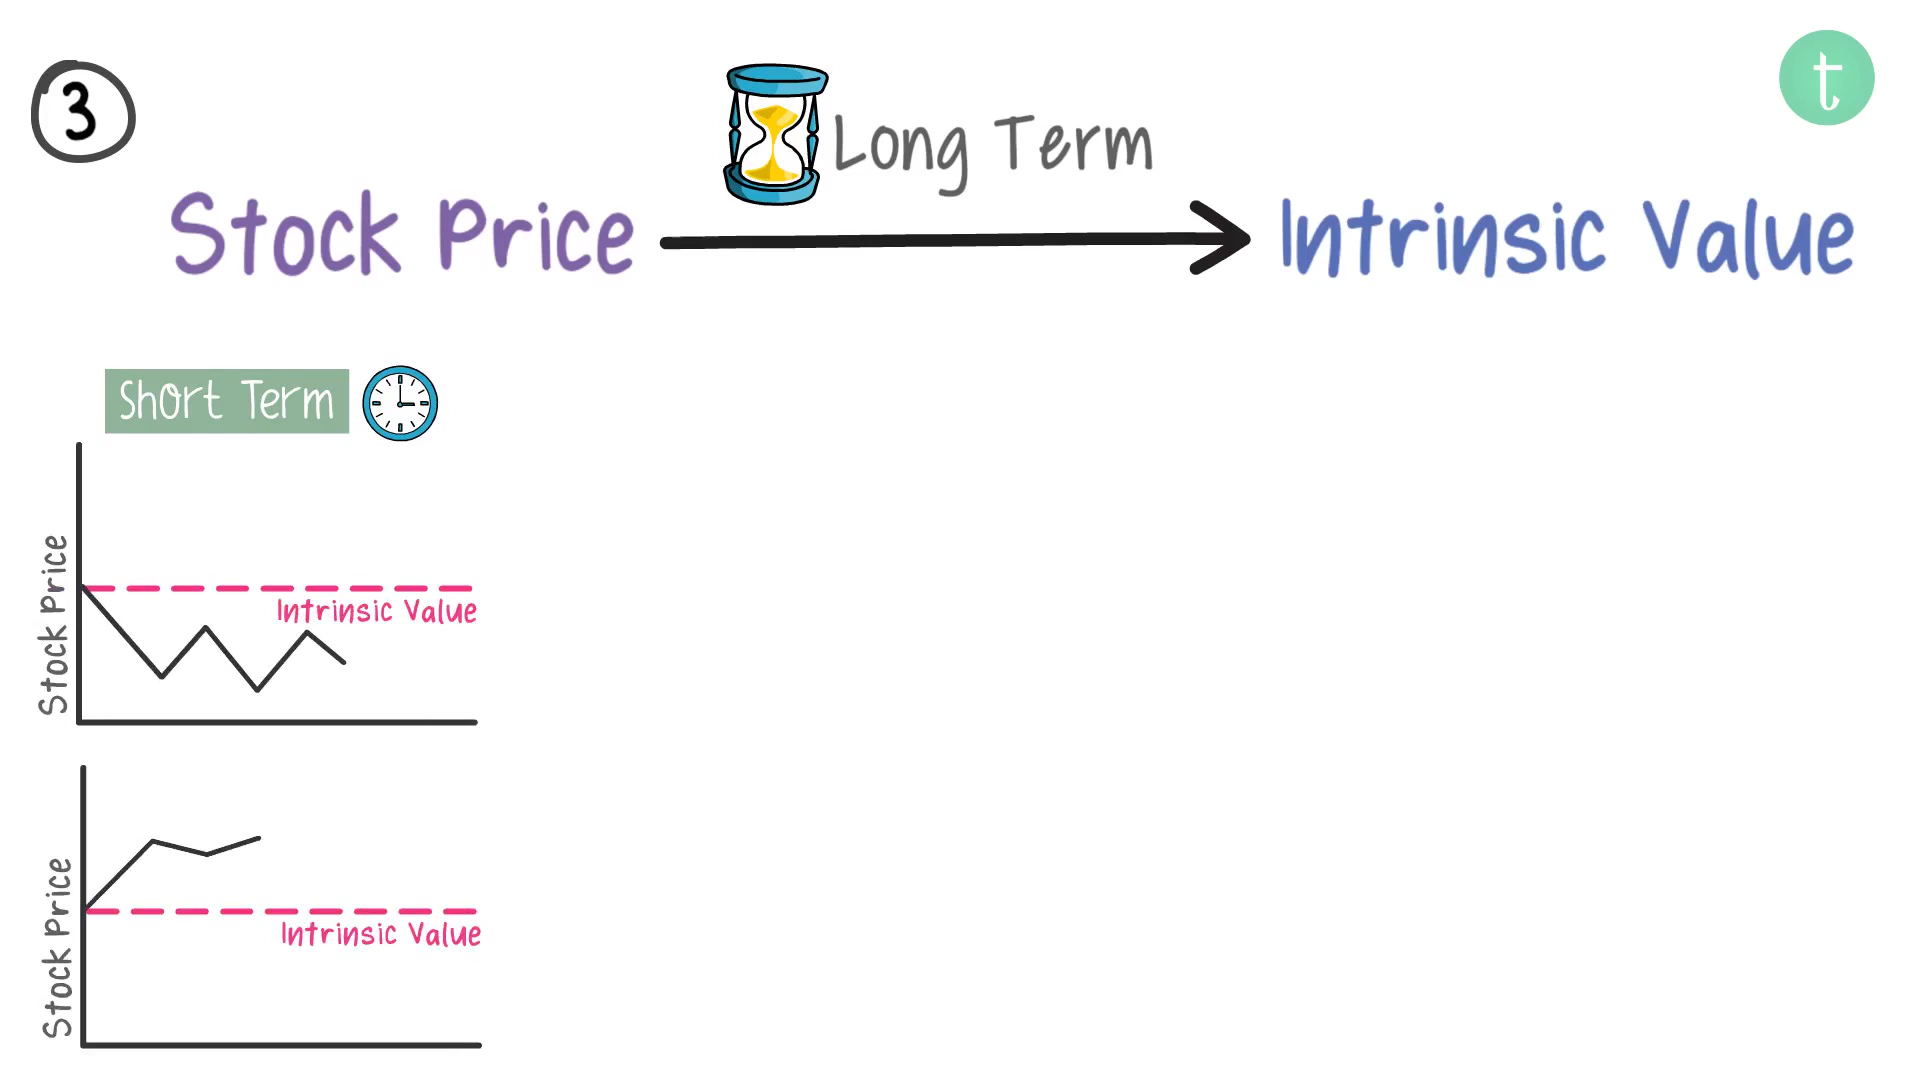 3
t
Long Term
Stock Price
Intrinsic Value
Short Term
Stock Price
Intrinsic Value
Stock Price
Intrinsic Value